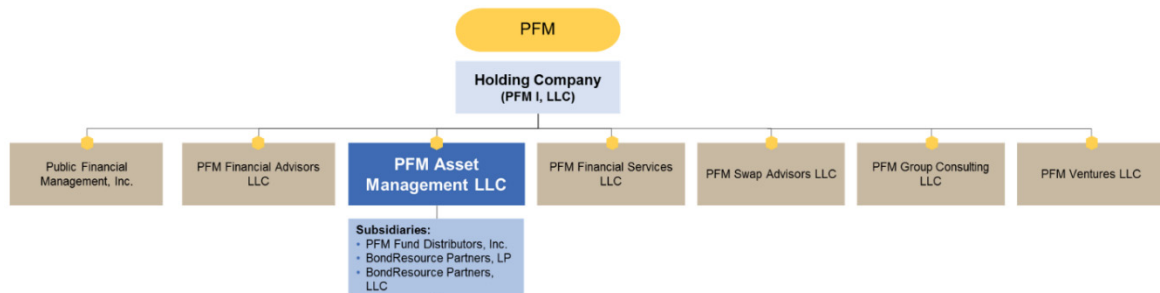 PFM
Holding Company
(PFM I, LLC)
Public Financial
Management, Inc.
PFM Financial Advisors
LLC
PFM Asset
Management LLC
PFM Financial Services
LLC
PFM Swap Advisors LLC
PFM Group Consulting
LLC
PFM Ventures LLC
Subsidiaries:
• PFM Fund Distributors, Inc.
• BondResource Partners, LP
• BondResource Partners,
LLC